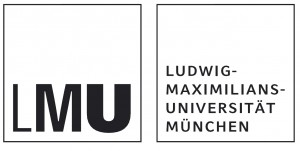 LMU
LUDWIG-
MAXIMILIANS-
UNIVERSITÄT
MÜNCHEN